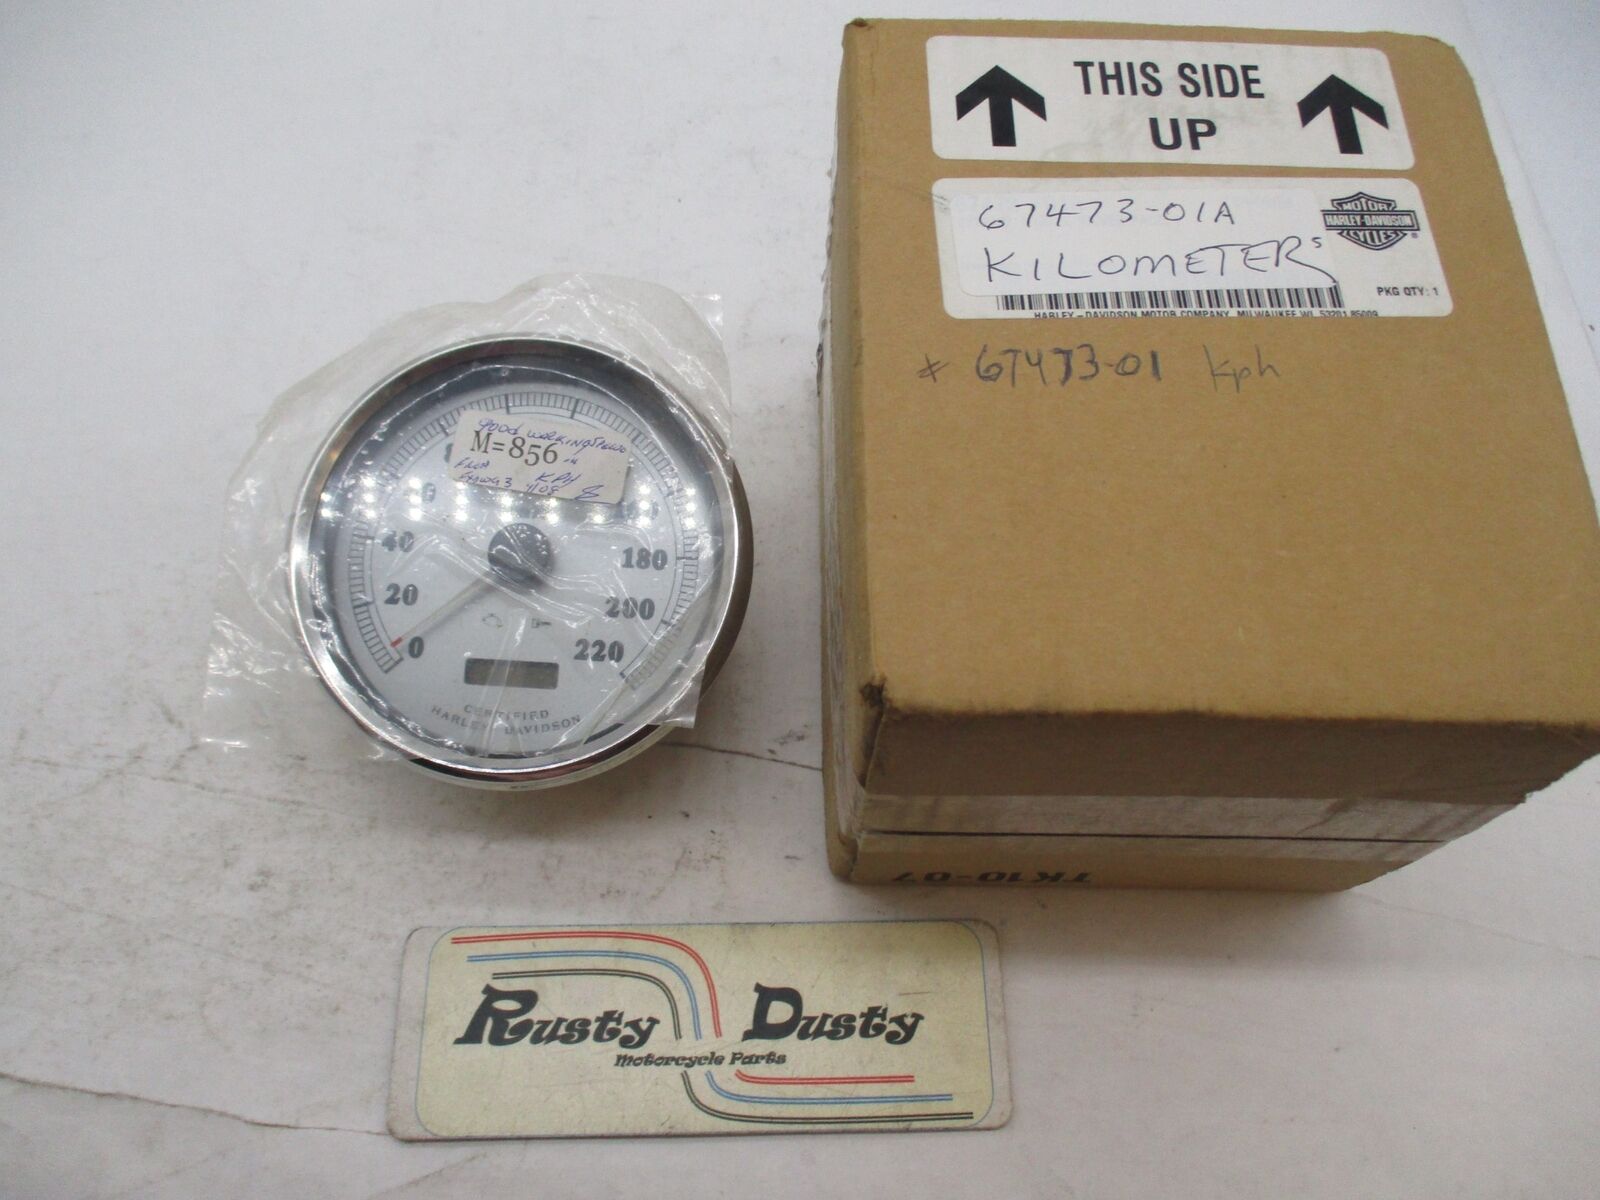 THIS SIDE
UP
67473-01A
KILOMETERS
MOTOR
HARLEY-DAVIDSON
CYCLES
PKG QTY: 1
HARLEY-DAVIDSON MOTOR COMPANY, MILWAUKEE WI, 53201
# 67473-01 kph
TK10-07
good working
M=856
KPH
40
20
0
180
200
220
CERTIFIED
HARLEY DAVIDSON
Rusty Dusty
Motorcycle Parts